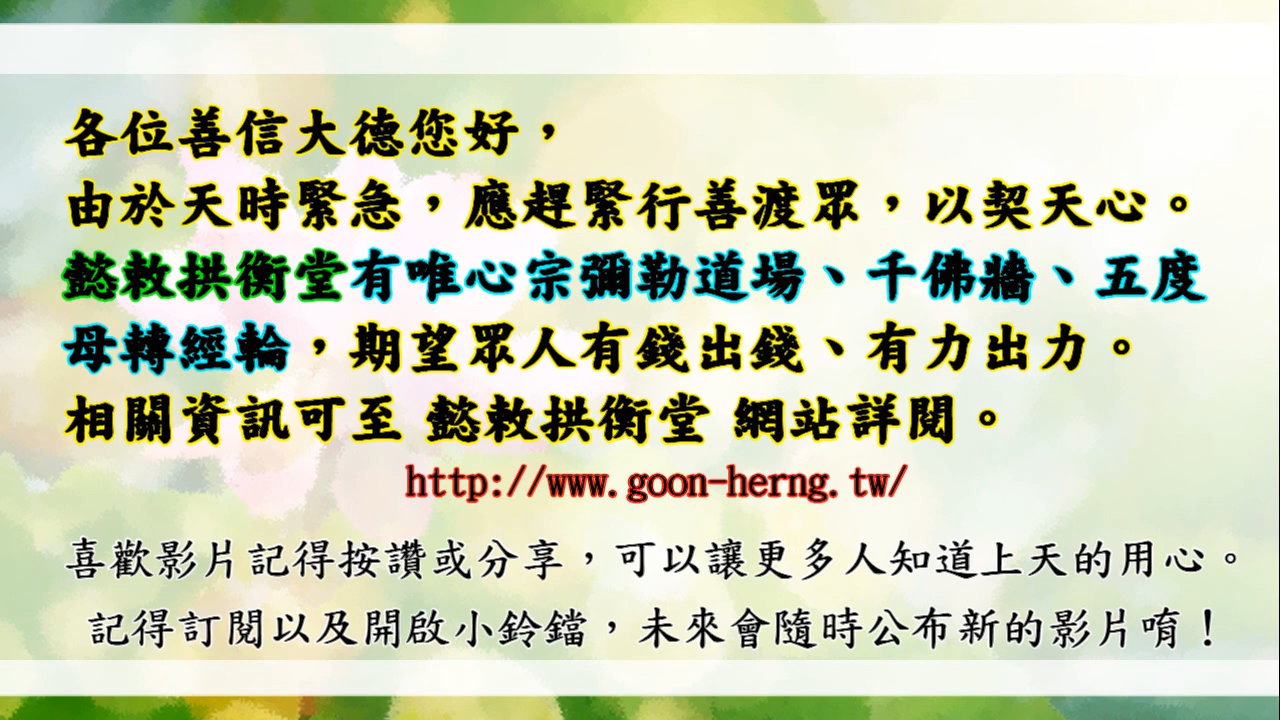 各位善信大德您好，
由於天時緊急，應趕緊行善渡眾，以契天心。
懿敕拱衡堂有唯心宗彌勒道場、千佛牆、五度
母轉經輪，期望眾人有錢出錢、有力出力。
相關資訊可至 懿敕拱衡堂 網站詳閱。
http://www.goon-herng.tw/
喜歡影片記得按讚或分享，可以讓更多人知道上天的用心。
記得訂閱以及開啟小鈴鐺，未來會隨時公布新的影片唷！